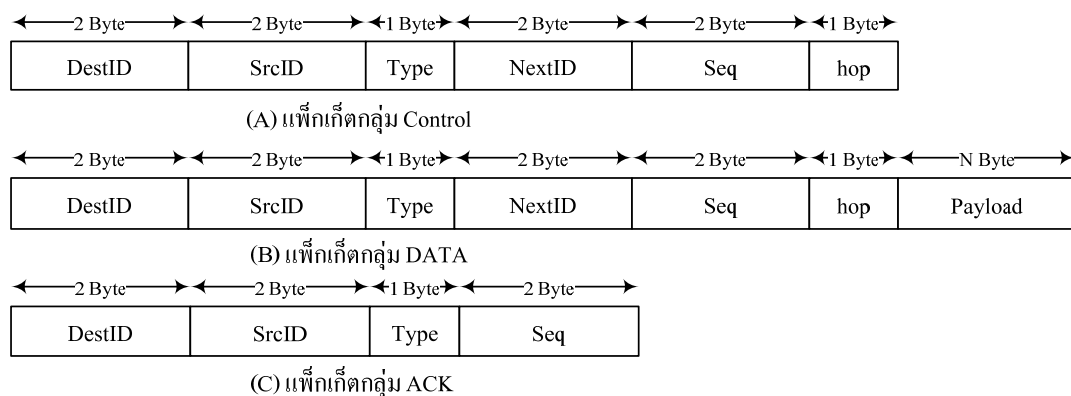 2 Byte 2 Byte 1 Byte 2 Byte 2 Byte 1 Byte
DestID SrcID Type NextID Seq hop
(A) แพ็กเก็ตกลุ่ม Control
2 Byte 2 Byte 1 Byte 2 Byte 2 Byte 1 Byte N Byte
DestID SrcID Type NextID Seq hop Payload
(B) แพ็กเก็ตกลุ่ม DATA
2 Byte 2 Byte 1 Byte 2 Byte
DestID SrcID Type Seq
(C) แพ็กเก็ตกลุ่ม ACK